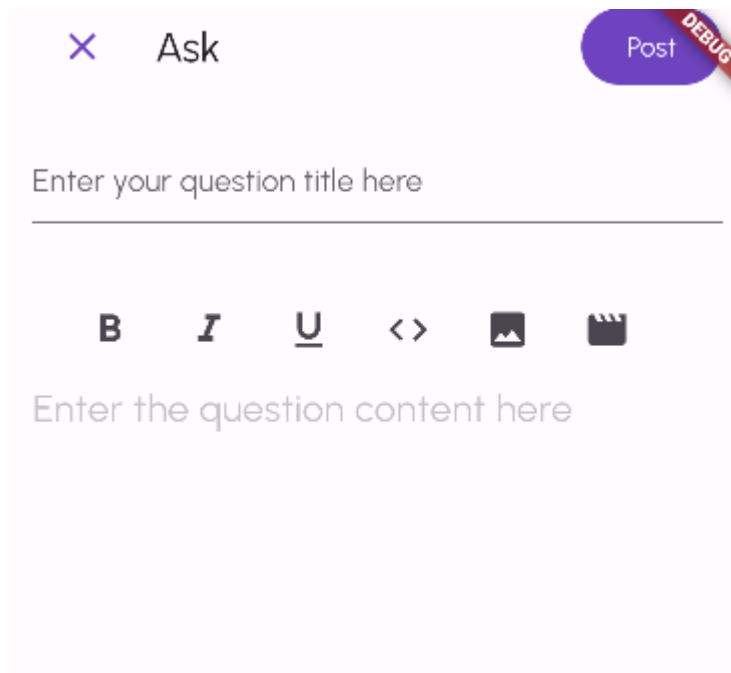 Ask
Post
DEBUG
Enter your question title here
B I U <>
Enter the question content here